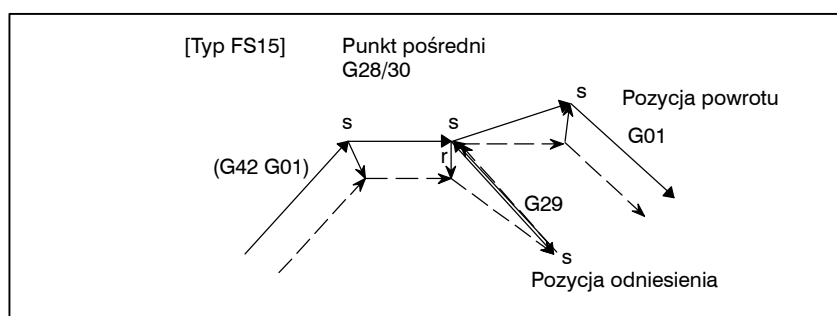 [Typ FS15]
Punkt pośredni
G28/30
s
s
s
Pozycja powrotu
G01
(G42 G01)
r
G29
s
Pozycja odniesienia